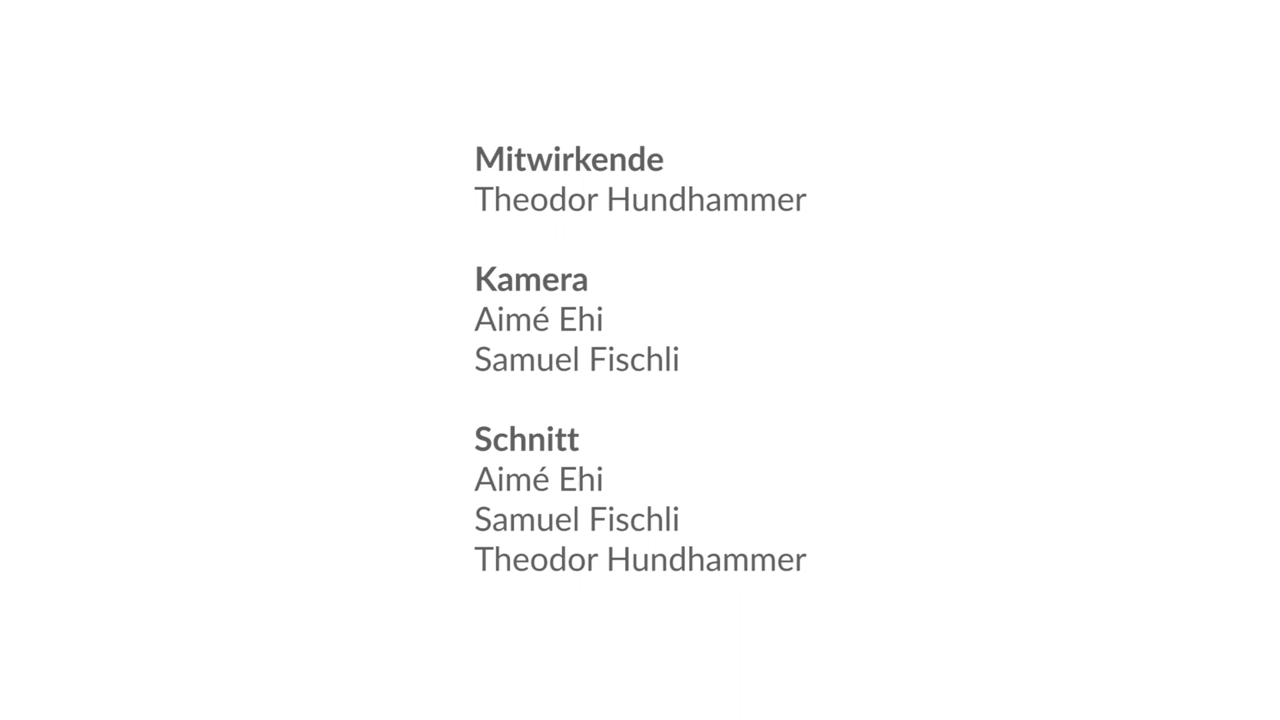 Mitwirkende
Theodor Hundhammer
Kamera
Aimé Ehi
Samuel Fischli
Schnitt
Aimé Ehi
Samuel Fischli
Theodor Hundhammer